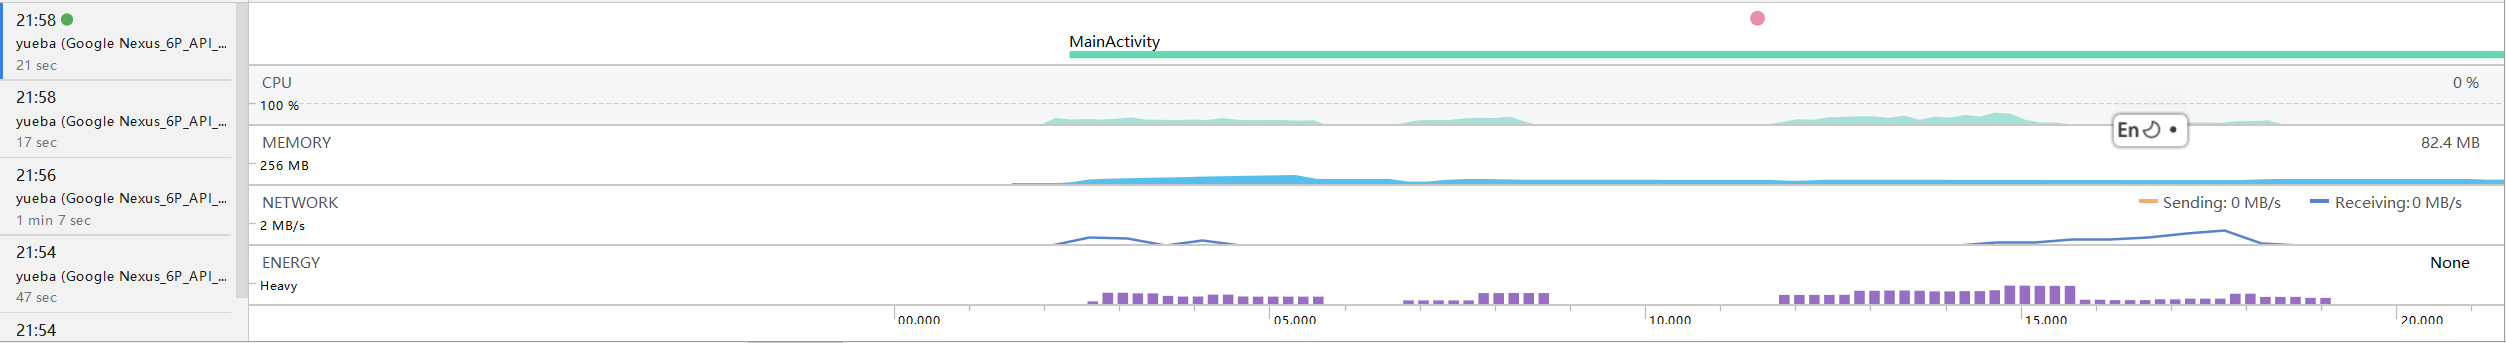 21:58
yueba (Google Nexus_6P_API_...
21 sec
21:58
yueba (Google Nexus_6P_API_...
17 sec
21:56
yueba (Google Nexus_6P_API_...
1 min 7 sec
21:54
yueba (Google Nexus_6P_API_...
47 sec
21:54
MainActivity
CPU 0 %
100 %
En
MEMORY 82.4 MB
256 MB
NETWORK Sending: 0 MB/s Receiving: 0 MB/s
2 MB/s
ENERGY None
Heavy
00.000 05.000 10.000 15.000 20.000